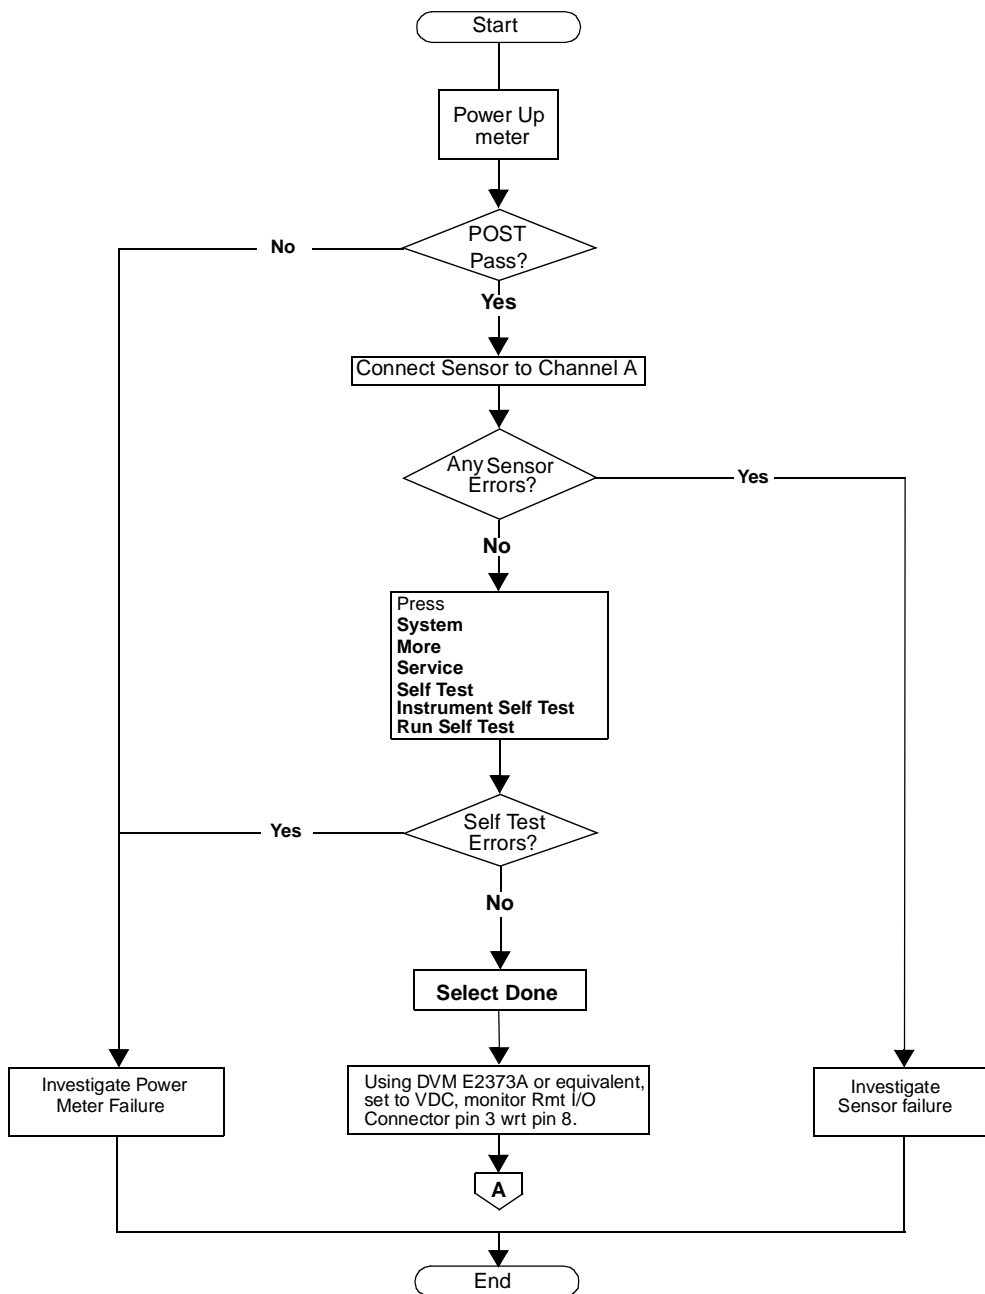 Start
Power Up
meter
POST
Pass?
No
Yes
Connect Sensor to Channel A
Any Sensor
Errors?
Yes
No
Press
System
More
Service
Self Test
Instrument Self Test
Run Self Test
Self Test
Errors?
Yes
No
Select Done
Investigate Power
Meter Failure
Using DVM E2373A or equivalent,
set to VDC, monitor Rmt I/O
Connector pin 3 wrt pin 8.
Investigate
Sensor failure
A
End